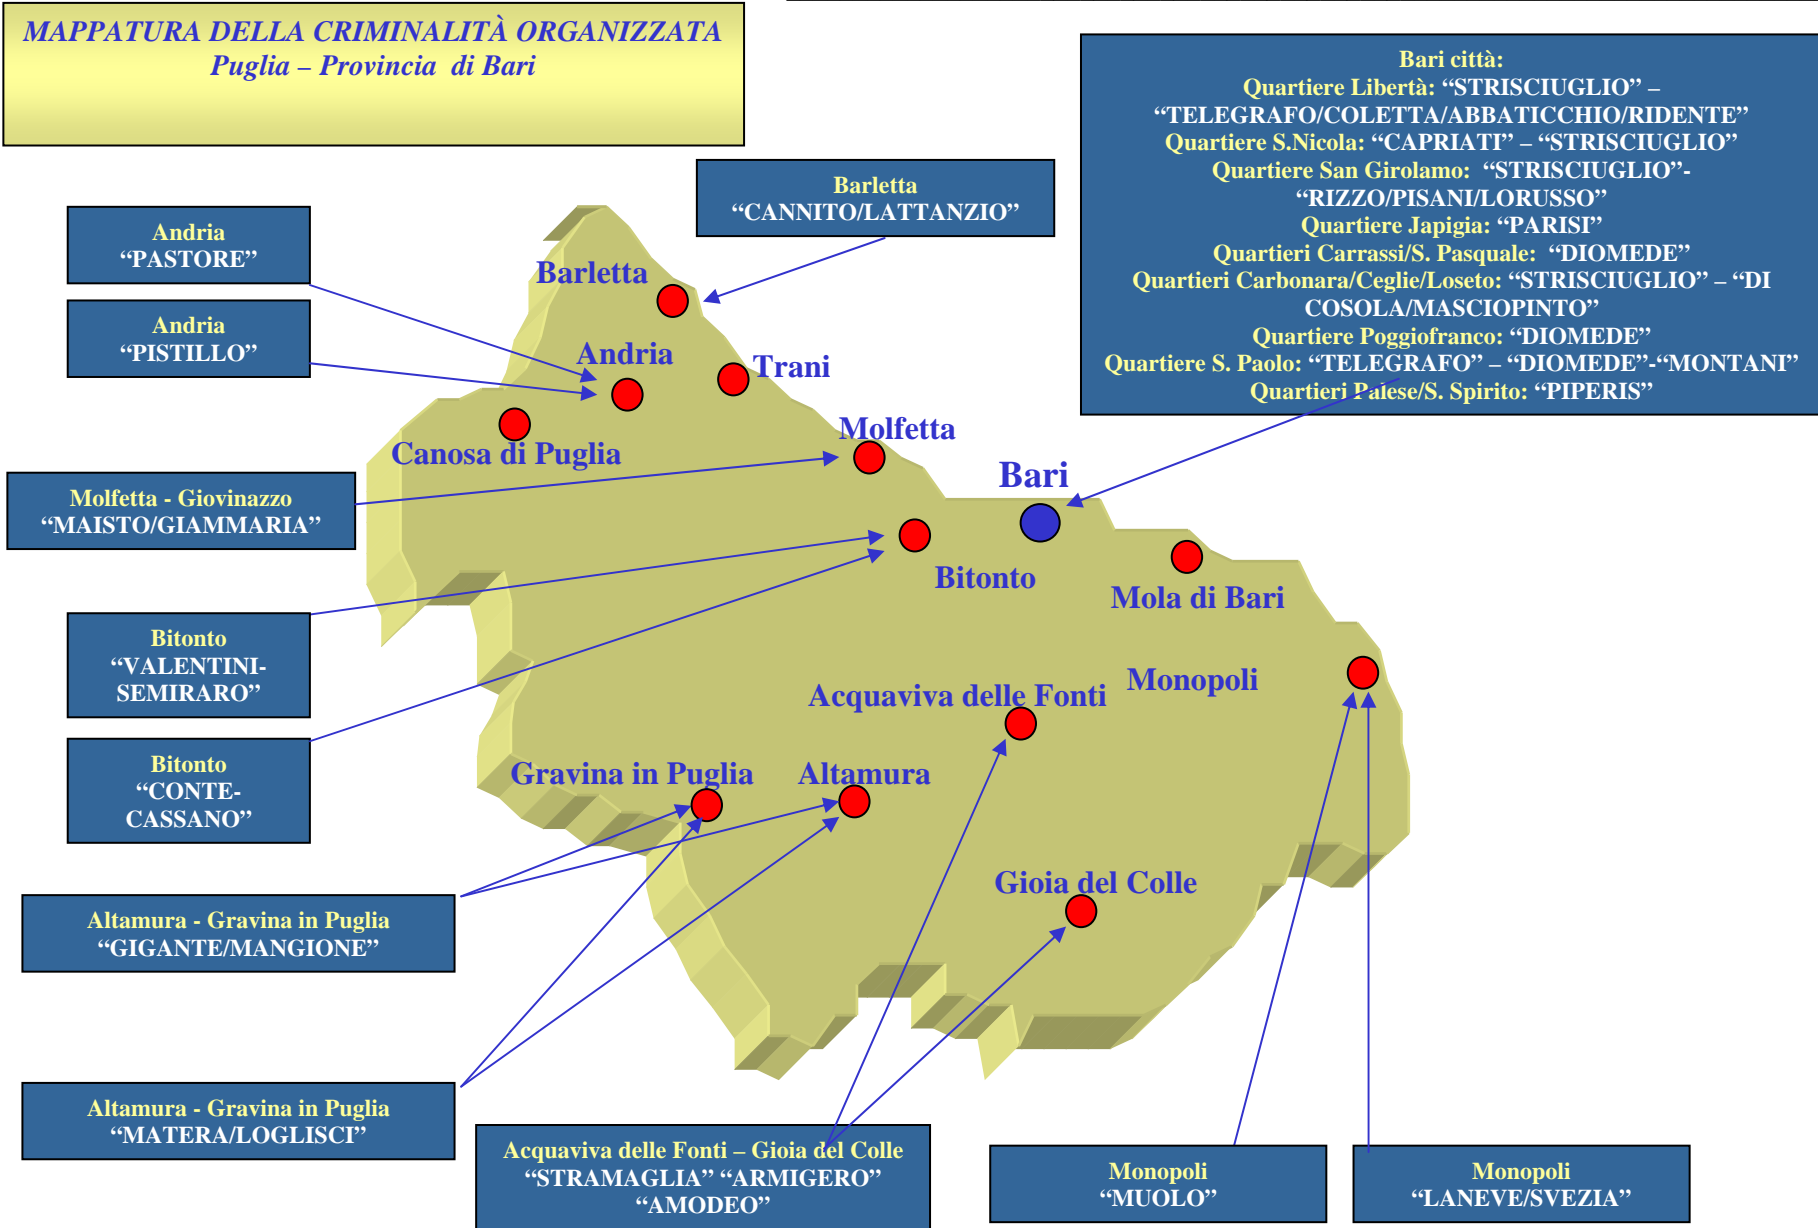 MAPPATURA DELLA CRIMINALITÀ ORGANIZZATA
Puglia – Provincia di Bari
Bari città:
Quartiere Libertà: “STRISCIUGLIO” –
“TELEGRAFO/COLETTA/ABBATICCHIO/RIDENTE”
Quartiere S.Nicola: “CAPRIATI” – “STRISCIUGLIO”
Quartiere San Girolamo: “STRISCIUGLIO”-
“RIZZO/PISANI/LORUSSO”
Quartiere Japigia: “PARISI”
Quartieri Carrassi/S. Pasquale: “DIOMEDE”
Quartieri Carbonara/Ceglie/Loseto: “STRISCIUGLIO” – “DI
COSOLA/MASCIOPINTO”
Quartiere Poggiofranco: “DIOMEDE”
Quartiere S. Paolo: “TELEGRAFO” – “DIOMEDE”-“MONTANI”
Quartieri Palese/S. Spirito: “PIPERIS”
Barletta
“CANNITO/LATTANZIO”
Andria
“PASTORE”
Andria
“PISTILLO”
Barletta
Andria
Trani
Canosa di Puglia
Molfetta
Bari
Molfetta - Giovinazzo
“MAISTO/GIAMMARIA”
Bitonto
Mola di Bari
Bitonto
“VALENTINI-
SEMIRARO”
Monopoli
Acquaviva delle Fonti
Bitonto
“CONTE-
CASSANO”
Gravina in Puglia
Altamura
Gioia del Colle
Altamura - Gravina in Puglia
“GIGANTE/MANGIONE”
Altamura - Gravina in Puglia
“MATERA/LOGLISCI”
Acquaviva delle Fonti – Gioia del Colle
“STRAMAGLIA” “ARMIGERO”
“AMODEO”
Monopoli
“MUOLO”
Monopoli
“LANEVE/SVEZIA”